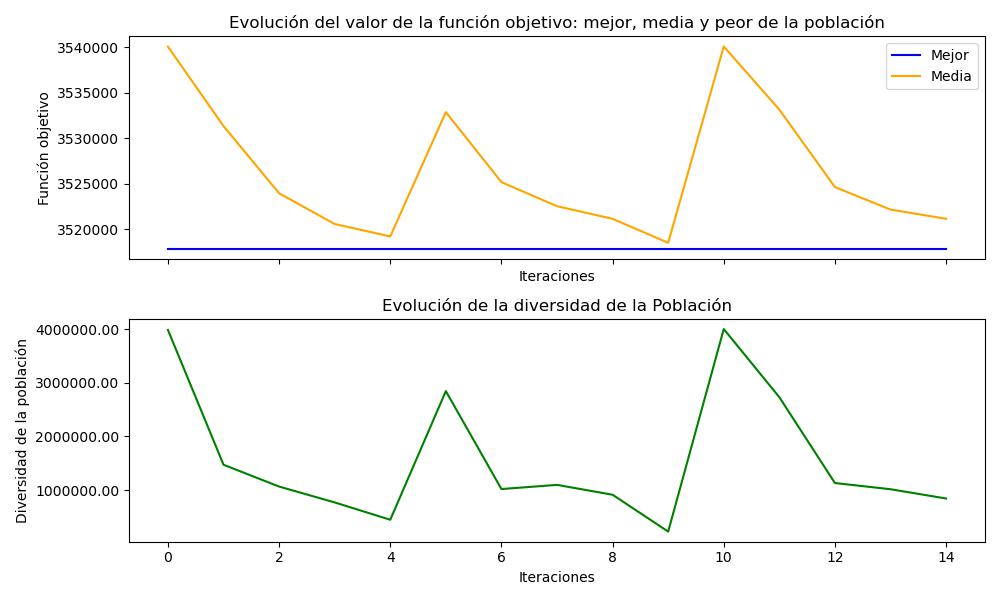 Evolución del valor de la función objetivo: mejor, media y peor de la población
3540000
3535000
3530000
3525000
3520000
Función objetivo
Mejor
Media
Iteraciones
Evolución de la diversidad de la Población
4000000.00
3000000.00
2000000.00
1000000.00
Diversidad de la población
0 2 4 6 8 10 12 14
Iteraciones